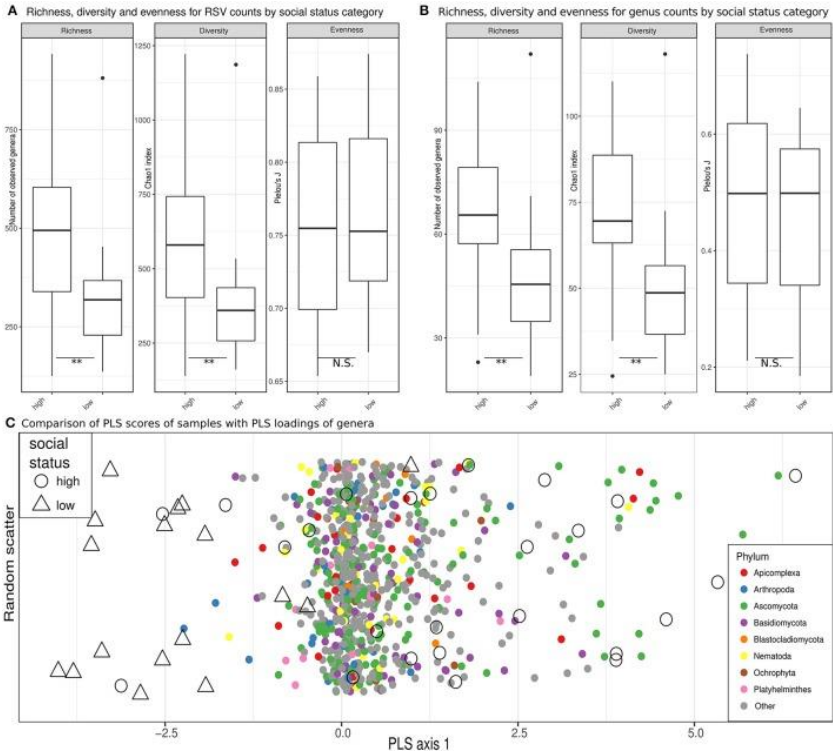 A Richness, diversity and evenness for RSV counts by social status category
Richness
Diversity
Evenness
Number of observed genera
750
500
250
high
low
**
Chao1 index
1250
1000
750
500
250
high
low
**
Pielou's J
0.85
0.80
0.75
0.70
0.65
high
low
N.S.
B Richness, diversity and evenness for genus counts by social status category
Richness
Diversity
Evenness
Number of observed genera
90
60
30
high
low
**
Chao1 index
100
75
50
25
high
low
**
Pielou's J
0.6
0.4
0.2
high
low
N.S.
C Comparison of PLS scores of samples with PLS loadings of genera
social
status
high
low
Random scatter
Phylum
Apicomplexa
Arthropoda
Ascomycota
Basidiomycota
Blastocladiomycota
Nematoda
Ochrophyta
Platyhelminthes
Other
−2.5
0.0
2.5
5.0
PLS axis 1